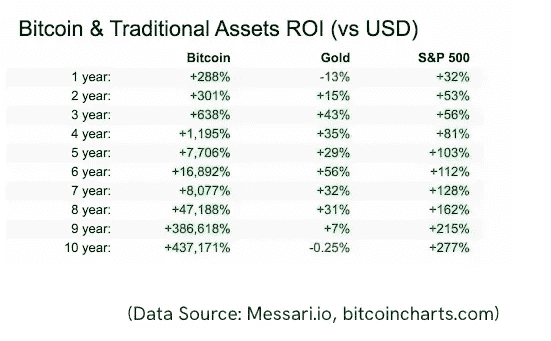 Bitcoin & Traditional Assets ROI (vs USD)
Bitcoin Gold S&P 500
1 year: +288% -13% +32%
2 year: +301% +15% +53%
3 year: +638% +43% +56%
4 year: +1,195% +35% +81%
5 year: +7,706% +29% +103%
6 year: +16,892% +56% +112%
7 year: +8,077% +32% +128%
8 year: +47,188% +31% +162%
9 year: +386,618% +7% +215%
10 year: +437,171% -0.25% +277%
(Data Source: Messari.io, bitcoincharts.com)